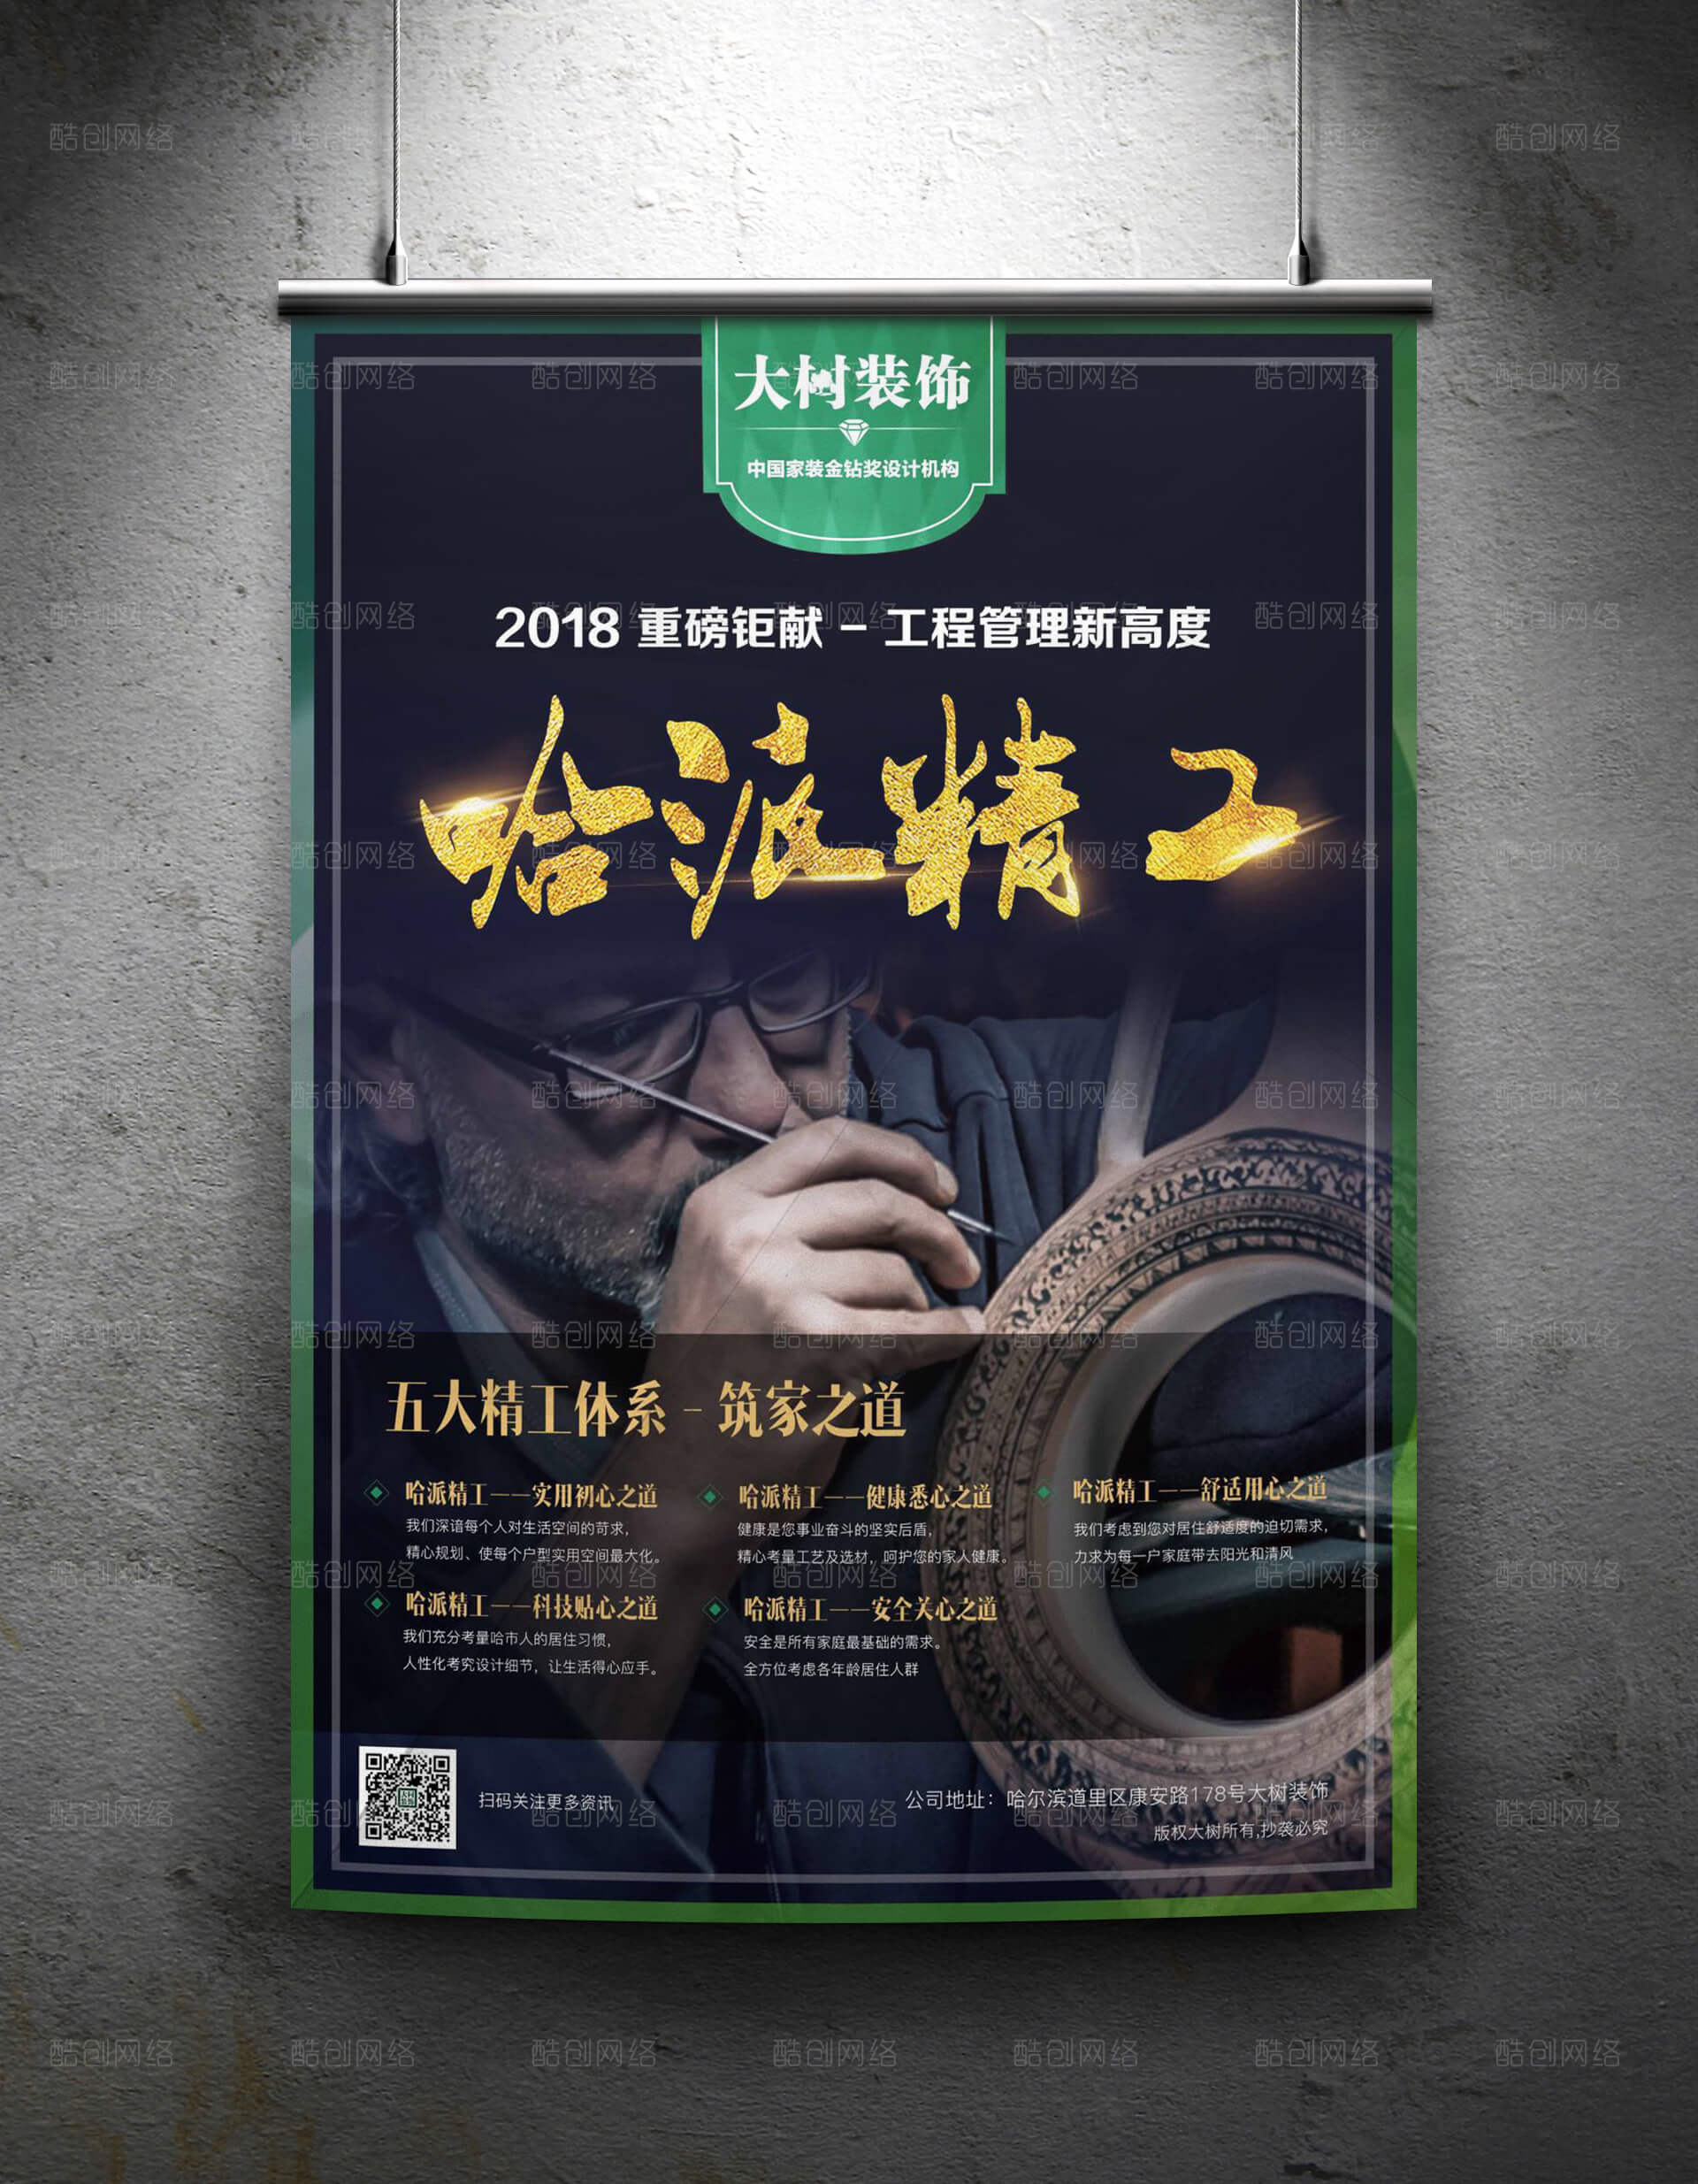 大树装饰
中国家装金钻奖设计机构
2018 重磅钜献 - 工程管理新高度
哈派精工
五大精工体系 - 筑家之道
哈派精工——实用初心之道
我们深谙每个人对生活空间的苛求,
精心规划、使每个户型实用空间最大化。
哈派精工——健康悉心之道
健康是您事业奋斗的坚实后盾,
精心考量工艺及选材，呵护您的家人健康。
哈派精工——舒适用心之道
我们考虑到您对居住舒适度的迫切需求,
力求为每一户家庭带去阳光和清风
哈派精工——科技贴心之道
我们充分考量哈市人的居住习惯,
人性化考究设计细节，让生活得心应手。
哈派精工——安全关心之道
安全是所有家庭最基础的需求。
全方位考虑各年龄居住人群
扫码关注更多资讯
公司地址：哈尔滨道里区康安路178号大树装饰
版权大树所有,抄袭必究
酷创网络